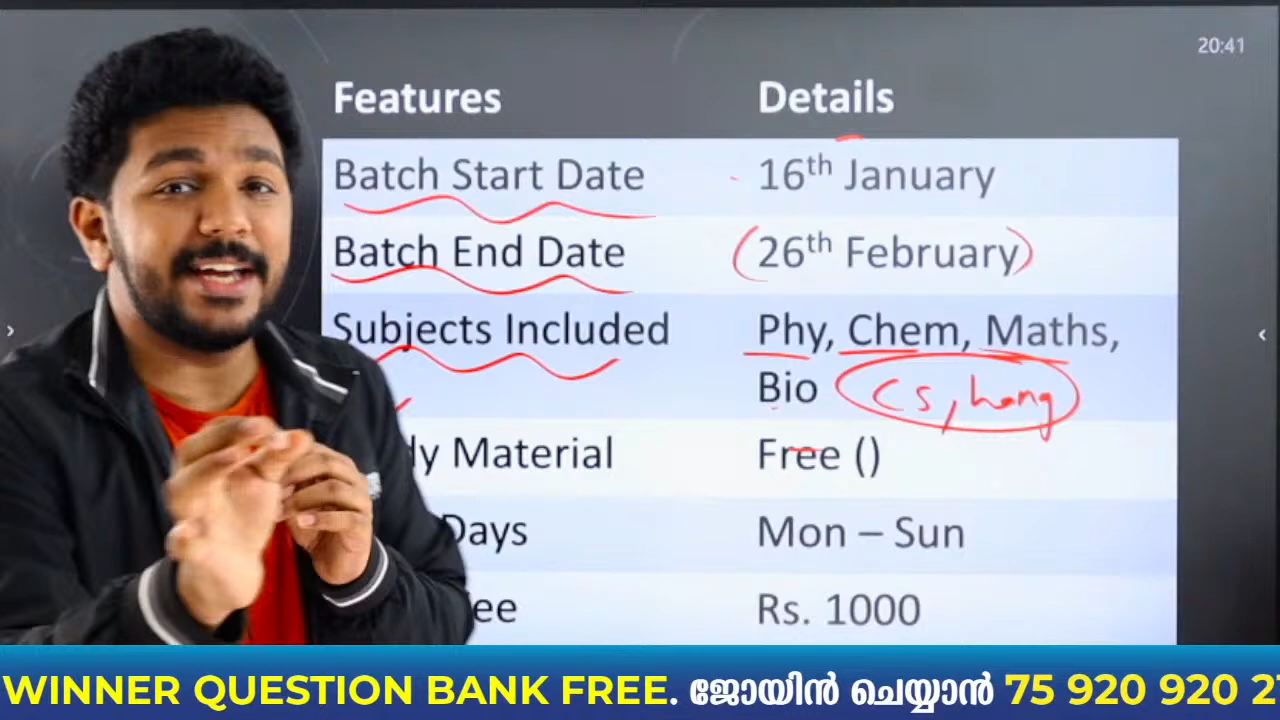 20:41
Features Details
Batch Start Date 16th January
Batch End Date (26th February)
Subjects Included Phy, Chem, Maths,
Bio (Cs, Lang)
dy Material Free ()
Days Mon – Sun
ee Rs. 1000
WINNER QUESTION BANK FREE. ജോയിൻ ചെയ്യാൻ 75 920 920 2